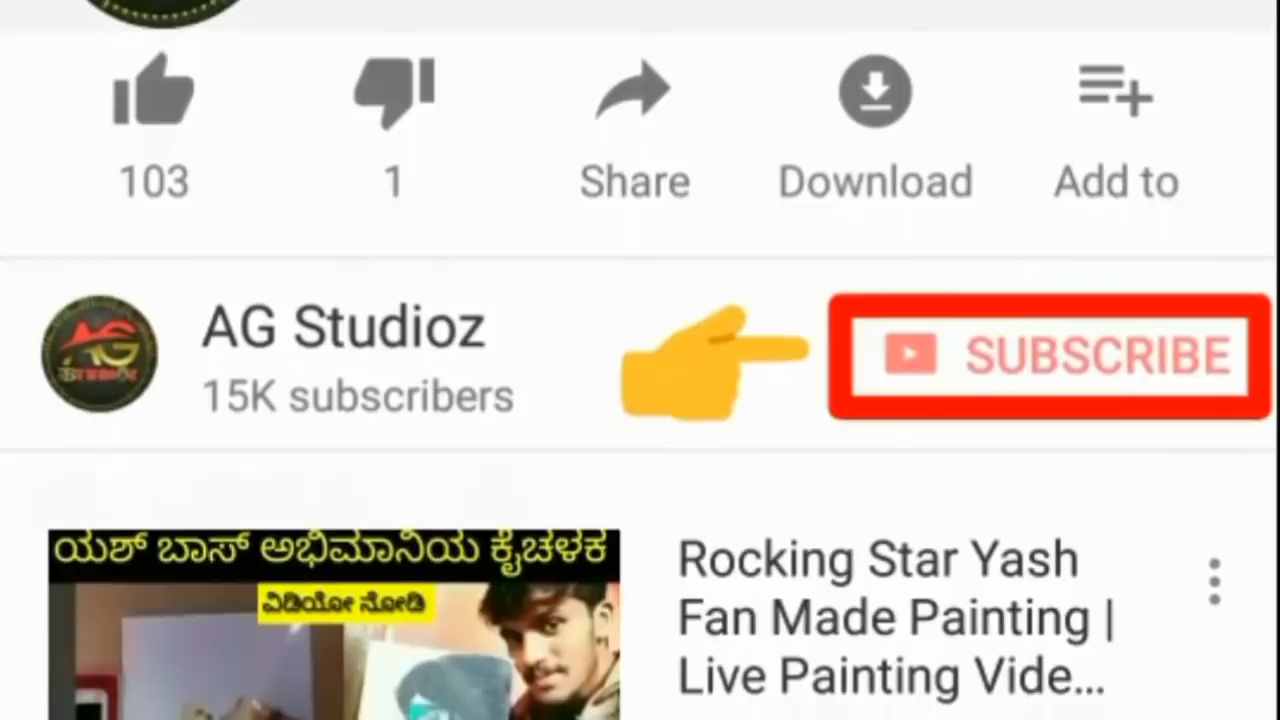 103
1
Share
Download
Add to
AG Studioz
15K subscribers
SUBSCRIBE
AG
ಯಶ್ ಬಾಸ್ ಅಭಿಮಾನಿಯ ಕೈಚಳಕ
ವಿಡಿಯೋ ನೋಡಿ
Rocking Star Yash
Fan Made Painting |
Live Painting Vide...